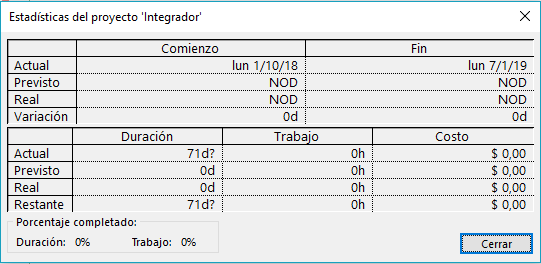 Estadísticas del proyecto 'Integrador'
Comienzo Fin
Actual lun 1/10/18 lun 7/1/19
Previsto NOD NOD
Real NOD NOD
Variación 0d 0d
Duración Trabajo Costo
Actual 71d? 0h $ 0,00
Previsto 0d 0h $ 0,00
Real 0d 0h $ 0,00
Restante 71d? 0h $ 0,00
Porcentaje completado:
Duración: 0% Trabajo: 0%
Cerrar